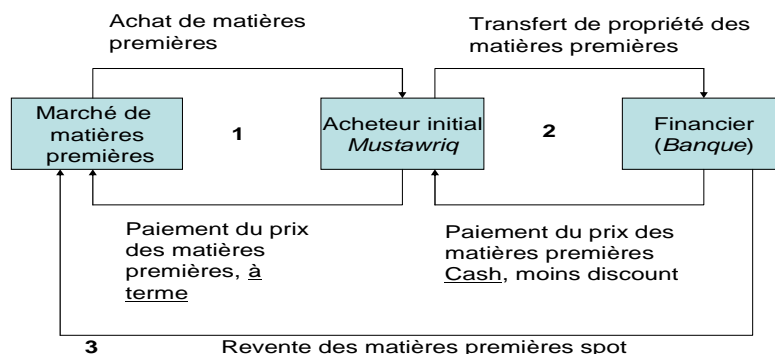 Achat de matières
premières
Transfert de propriété des
matières premières
Marché de
matières
premières
1
Acheteur initial
Mustawriq
2
Financier
(Banque)
Paiement du prix
des matières
premières, à
terme
Paiement du prix des
matières premières
Cash, moins discount
3 Revente des matières premières spot